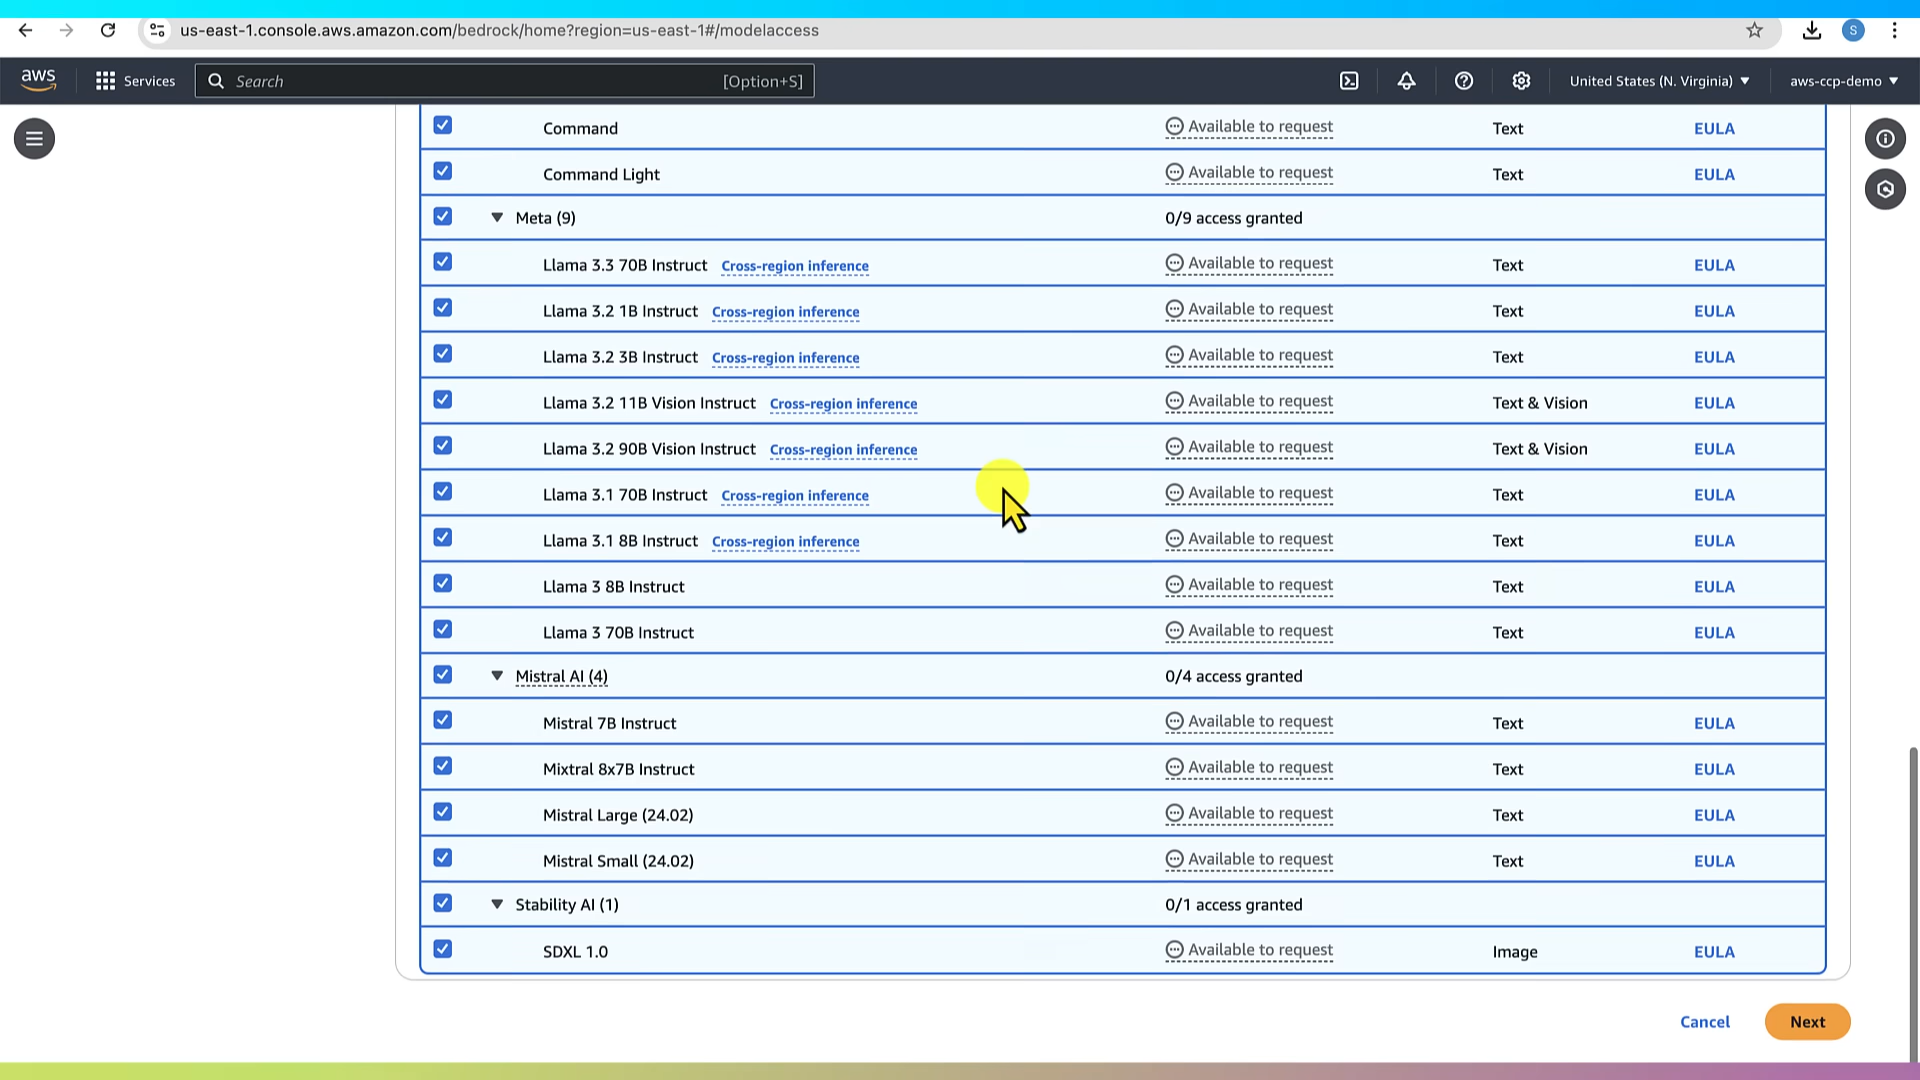 us-east-1.console.aws.amazon.com/bedrock/home?region=us-east-1#/modelaccess
S
aws Services Search [Option+S] United States (N. Virginia) aws-ccp-demo
Command Available to request Text EULA
Command Light Available to request Text EULA
Meta (9) 0/9 access granted
Llama 3.3 70B Instruct Cross-region inference Available to request Text EULA
Llama 3.2 1B Instruct Cross-region inference Available to request Text EULA
Llama 3.2 3B Instruct Cross-region inference Available to request Text EULA
Llama 3.2 11B Vision Instruct Cross-region inference Available to request Text & Vision EULA
Llama 3.2 90B Vision Instruct Cross-region inference Available to request Text & Vision EULA
Llama 3.1 70B Instruct Cross-region inference Available to request Text EULA
Llama 3.1 8B Instruct Cross-region inference Available to request Text EULA
Llama 3 8B Instruct Available to request Text EULA
Llama 3 70B Instruct Available to request Text EULA
Mistral AI (4) 0/4 access granted
Mistral 7B Instruct Available to request Text EULA
Mixtral 8x7B Instruct Available to request Text EULA
Mistral Large (24.02) Available to request Text EULA
Mistral Small (24.02) Available to request Text EULA
Stability AI (1) 0/1 access granted
SDXL 1.0 Available to request Image EULA
Cancel Next